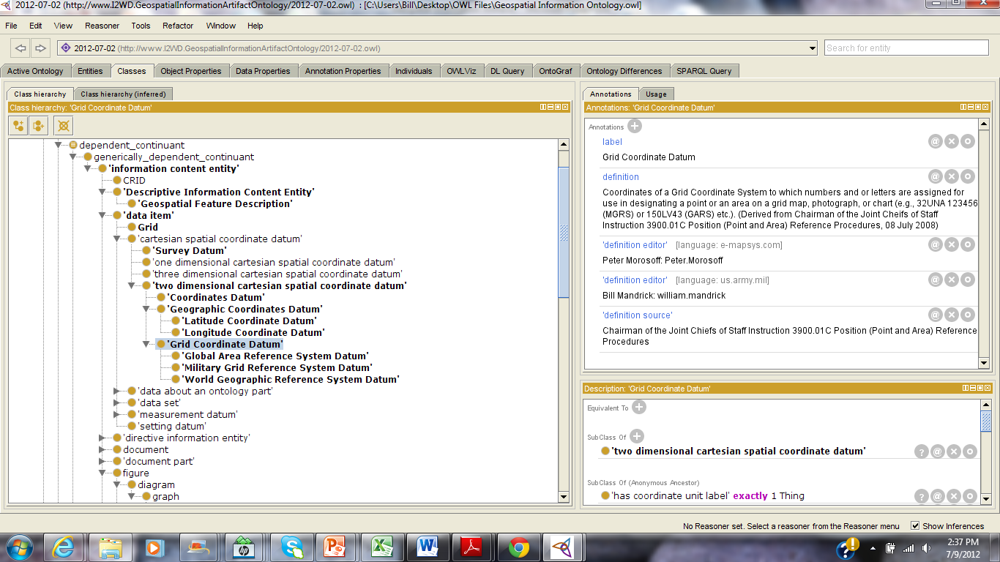 2012-07-02 (http://www.I2WD.GeospatialInformationArtifactOntology/2012-07-02.owl) : [C:\Users\Bill\Desktop\OWL Files\Geospatial Information Ontology.owl]
File Edit View Reasoner Tools Refactor Window Help
2012-07-02 (http://www.I2WD.GeospatialInformationArtifactOntology/2012-07-02.owl)
Search for entity
Active Ontology Entities Classes Object Properties Data Properties Annotation Properties Individuals OWLViz DL Query OntoGraf Ontology Differences SPARQL Query
Class hierarchy Class hierarchy (inferred)
Class hierarchy: 'Grid Coordinate Datum'
dependent_continuant
generically_dependent_continuant
'information content entity'
CRID
'Descriptive Information Content Entity'
'Geospatial Feature Description'
'data item'
Grid
'cartesian spatial coordinate datum'
'Survey Datum'
'one dimensional cartesian spatial coordinate datum'
'three dimensional cartesian spatial coordinate datum'
'two dimensional cartesian spatial coordinate datum'
'Coordinates Datum'
'Geographic Coordinates Datum'
'Latitude Coordinate Datum'
'Longitude Coordinate Datum'
'Grid Coordinate Datum'
'Global Area Reference System Datum'
'Military Grid Reference System Datum'
'World Geographic Reference System Datum'
'data about an ontology part'
'data set'
'measurement datum'
'setting datum'
'directive information entity'
document
'document part'
figure
diagram
graph
Annotations Usage
Annotations: 'Grid Coordinate Datum'
Annotations
label
Grid Coordinate Datum
definition
Coordinates of a Grid Coordinate System to which numbers and or letters are assigned for
use in designating a point or an area on a grid map, photograph, or chart (e.g., 32UNA 123456
(MGRS) or 150LV43 (GARS) etc.). (Derived from Chairman of the Joint Cheifs of Staff
Instruction 3900.01C Position (Point and Area) Reference Procedures, 08 July 2008)
'definition editor' [language: e-mapsys.com]
Peter Morosoff: Peter.Morosoff
'definition editor' [language: us.army.mil]
Bill Mandrick: william.mandrick
'definition source'
Chairman of the Joint Chiefs of Staff Instruction 3900.01C Position (Point and Area) Reference
Procedures
Description: 'Grid Coordinate Datum'
Equivalent To
SubClass Of
'two dimensional cartesian spatial coordinate datum'
SubClass Of (Anonymous Ancestor)
'has coordinate unit label' exactly 1 Thing
No Reasoner set. Select a reasoner from the Reasoner menu Show Inferences
2:37 PM
7/9/2012